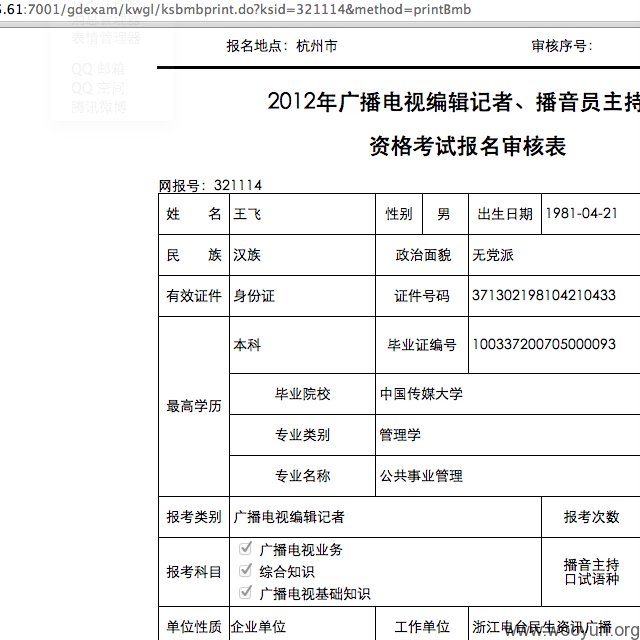 5.61:7001/gdexam/kwgl/ksbmbprint.do?ksid=321114&method=printBmb
表情管理器
QQ 邮箱
QQ 空间
腾讯微博
报名地点：杭州市 审核序号：
2012年广播电视编辑记者、播音员主持
资格考试报名审核表
网报号：321114
姓 名 王飞 性别 男 出生日期 1981-04-21
民 族 汉族 政治面貌 无党派
有效证件 身份证 证件号码 371302198104210433
最高学历 本科 毕业证编号 100337200705000093
毕业院校 中国传媒大学
专业类别 管理学
专业名称 公共事业管理
报考类别 广播电视编辑记者 报考次数
报考科目 广播电视业务
综合知识
广播电视基础知识
播音主持
口试语种
单位性质 企业单位 工作单位 浙江电台民生资讯广播
www.wooyun.org